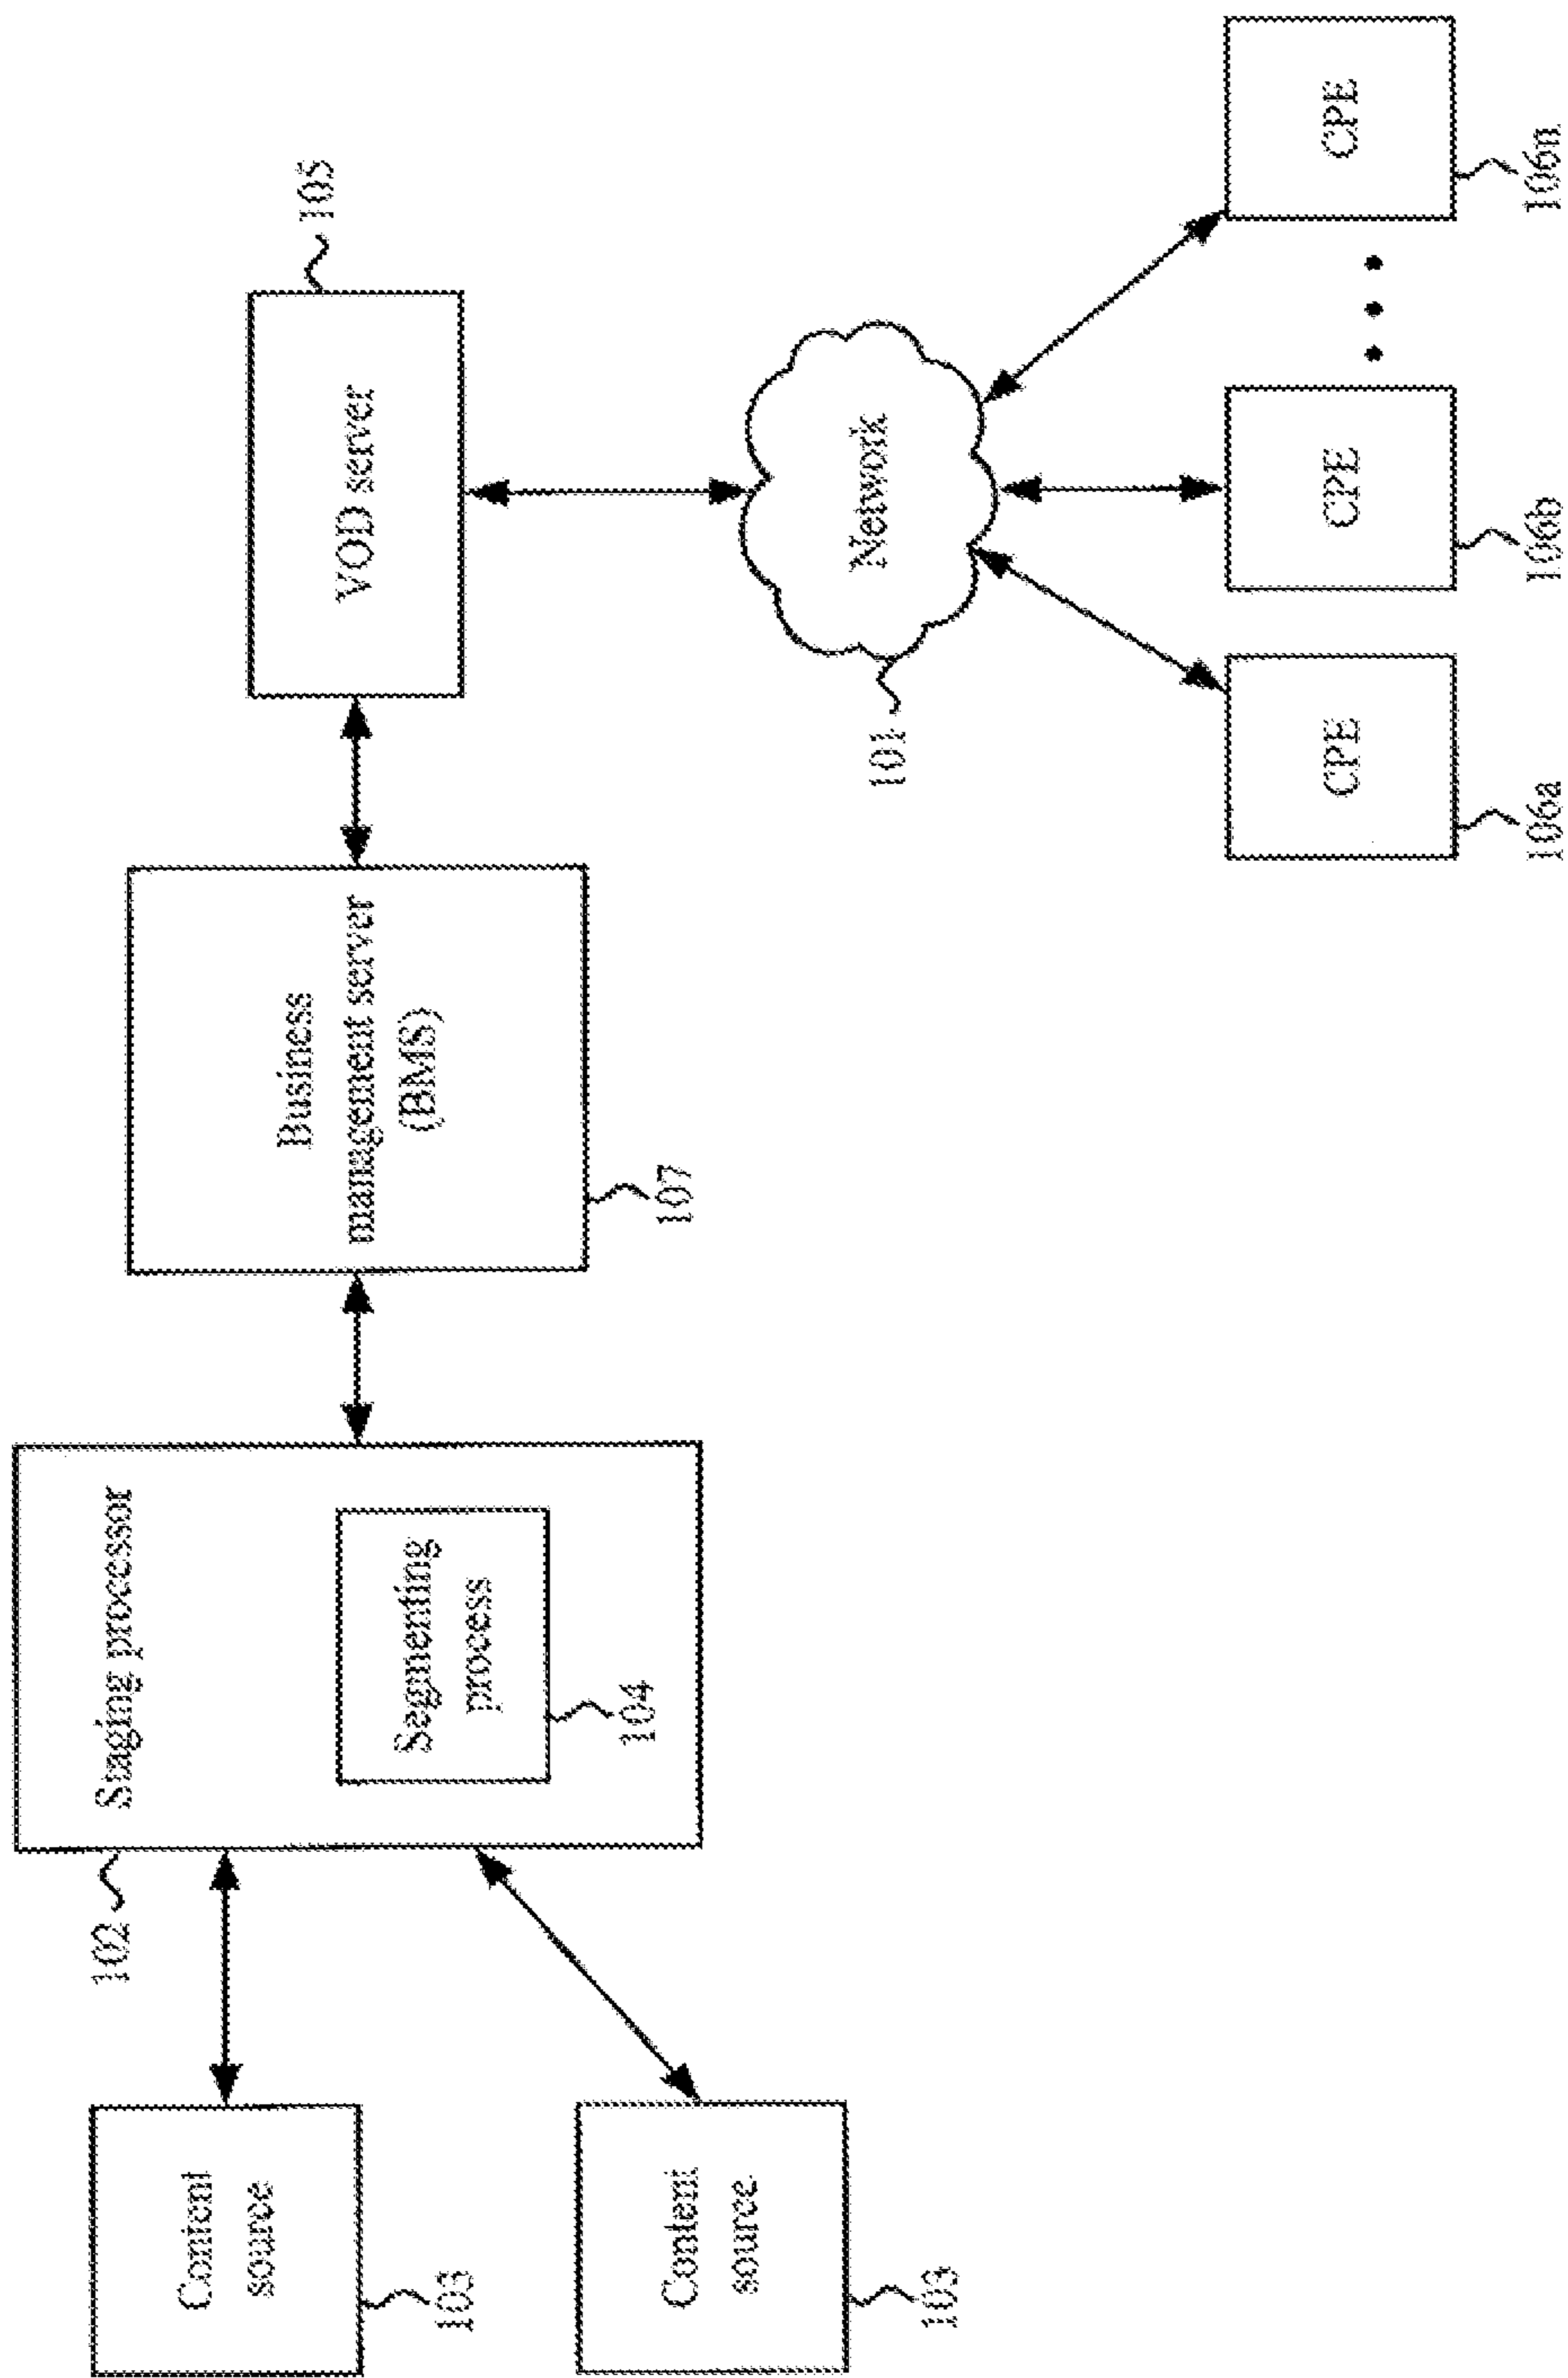 102
Staging processor
Segmenting
process
104
Content
source
103
Content
source
103
Business
management server
(BMS)
107
VOD server
105
Network
101
CPE
106a
CPE
106b
CPE
106n